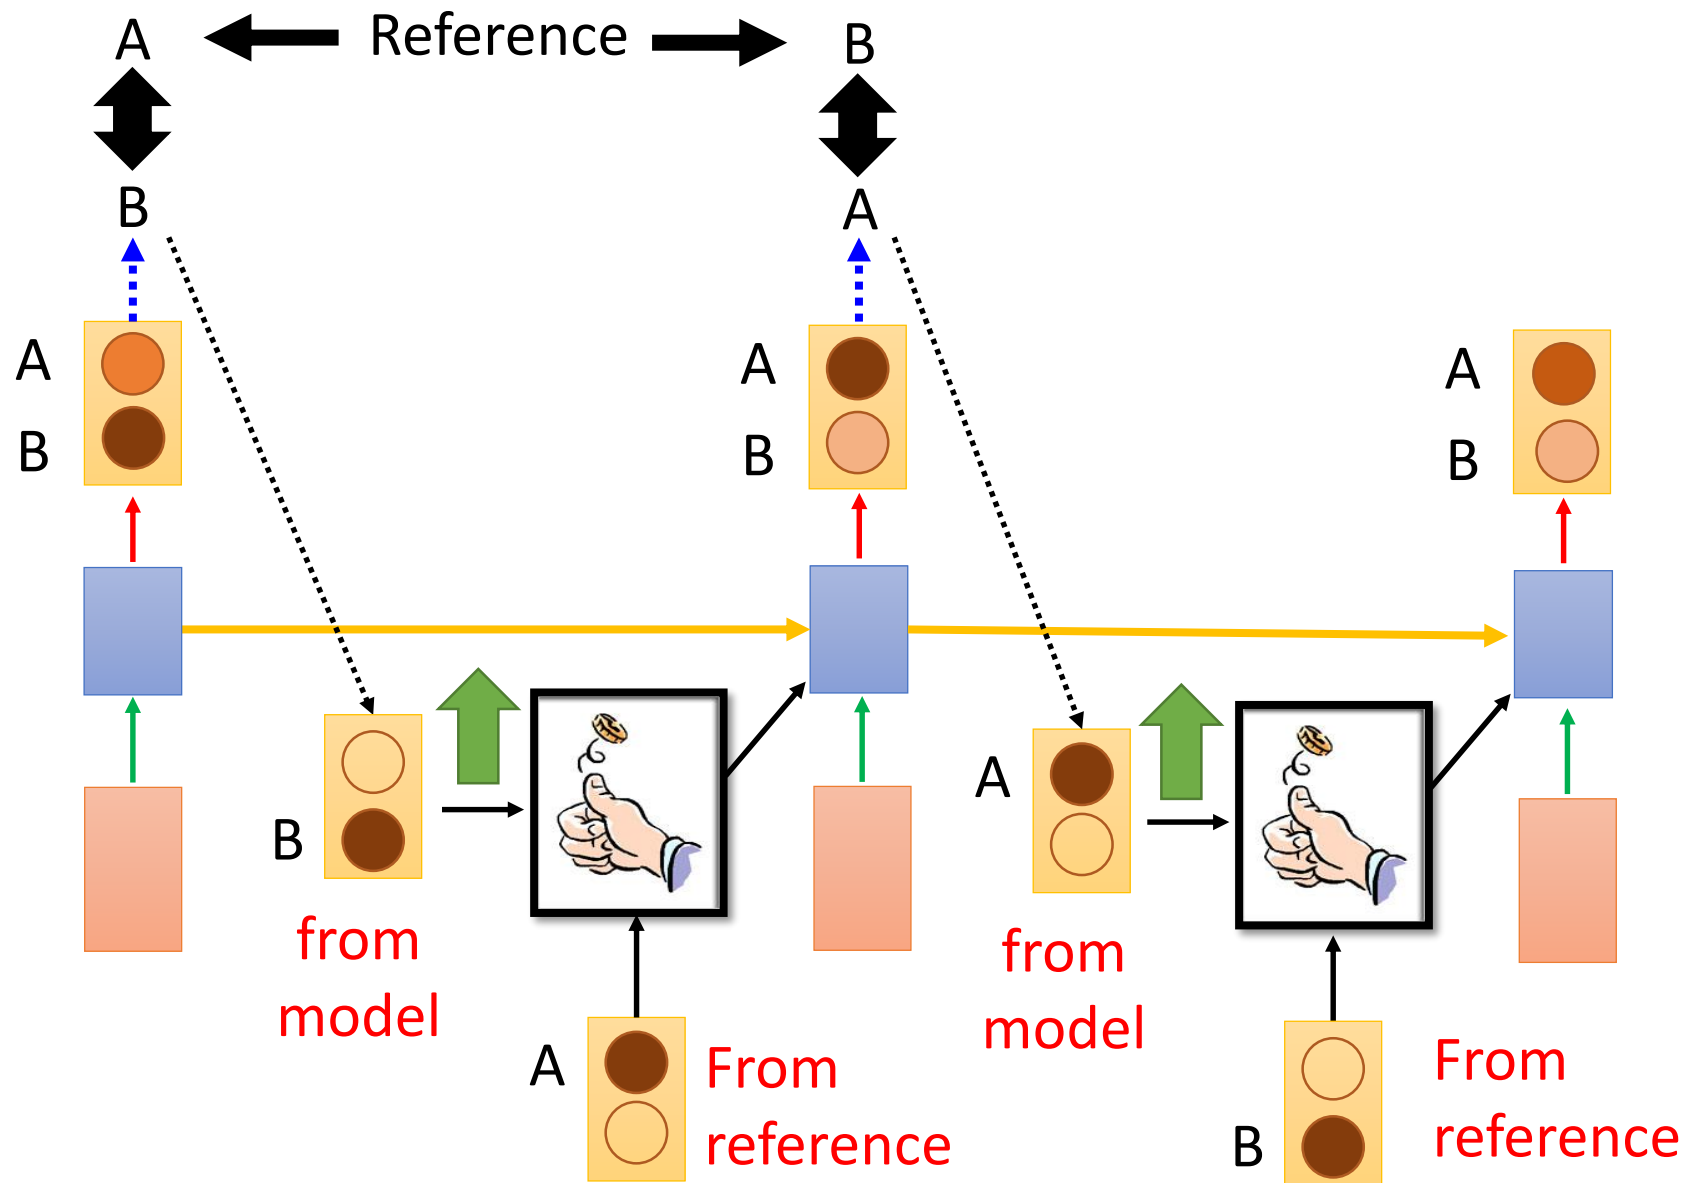 A Reference B
B A
A A A
B B B
B A
from
model
from
model
A From
reference
From
B reference